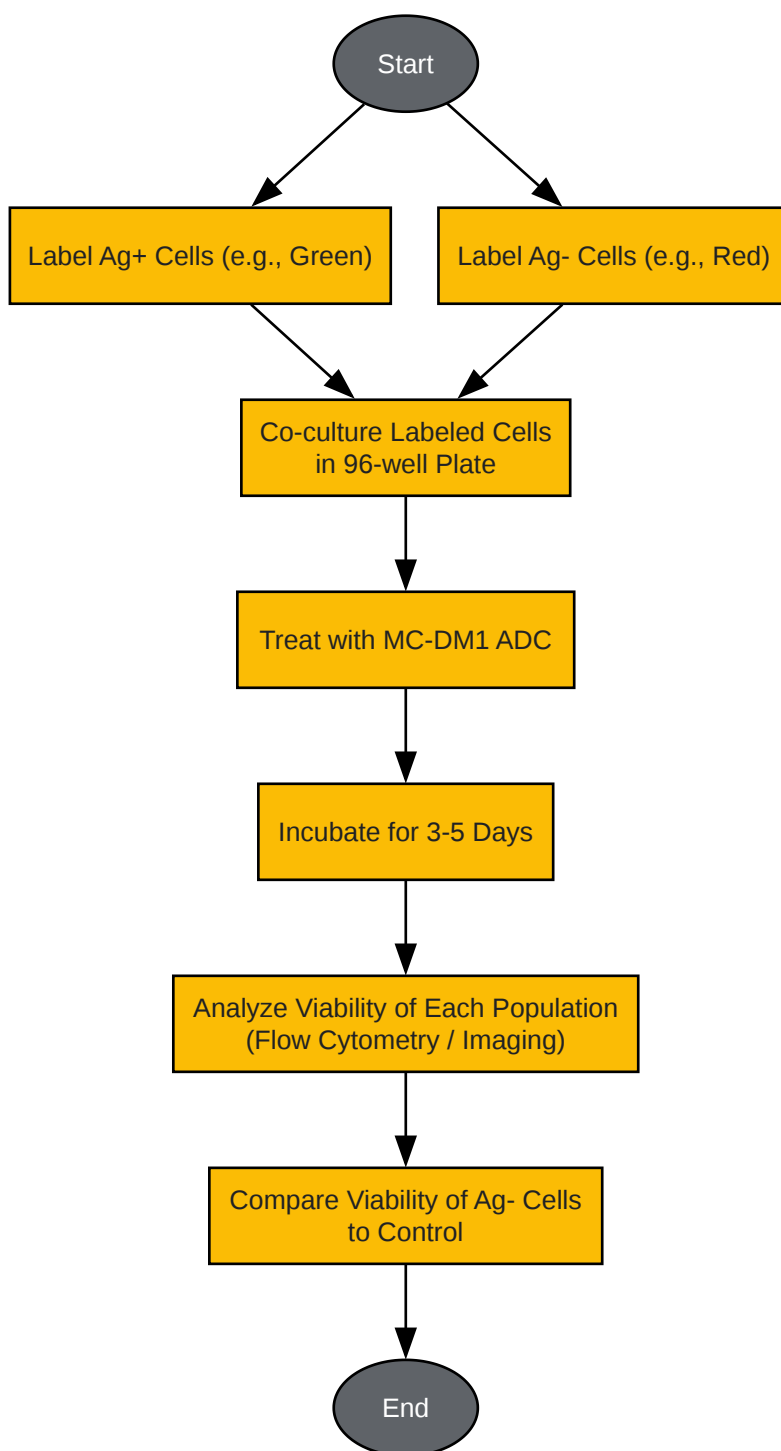 Start
Label Ag+ Cells (e.g., Green)
Label Ag- Cells (e.g., Red)
Co-culture Labeled Cells
in 96-well Plate
Treat with MC-DM1 ADC
Incubate for 3-5 Days
Analyze Viability of Each Population
(Flow Cytometry / Imaging)
Compare Viability of Ag- Cells
to Control
End